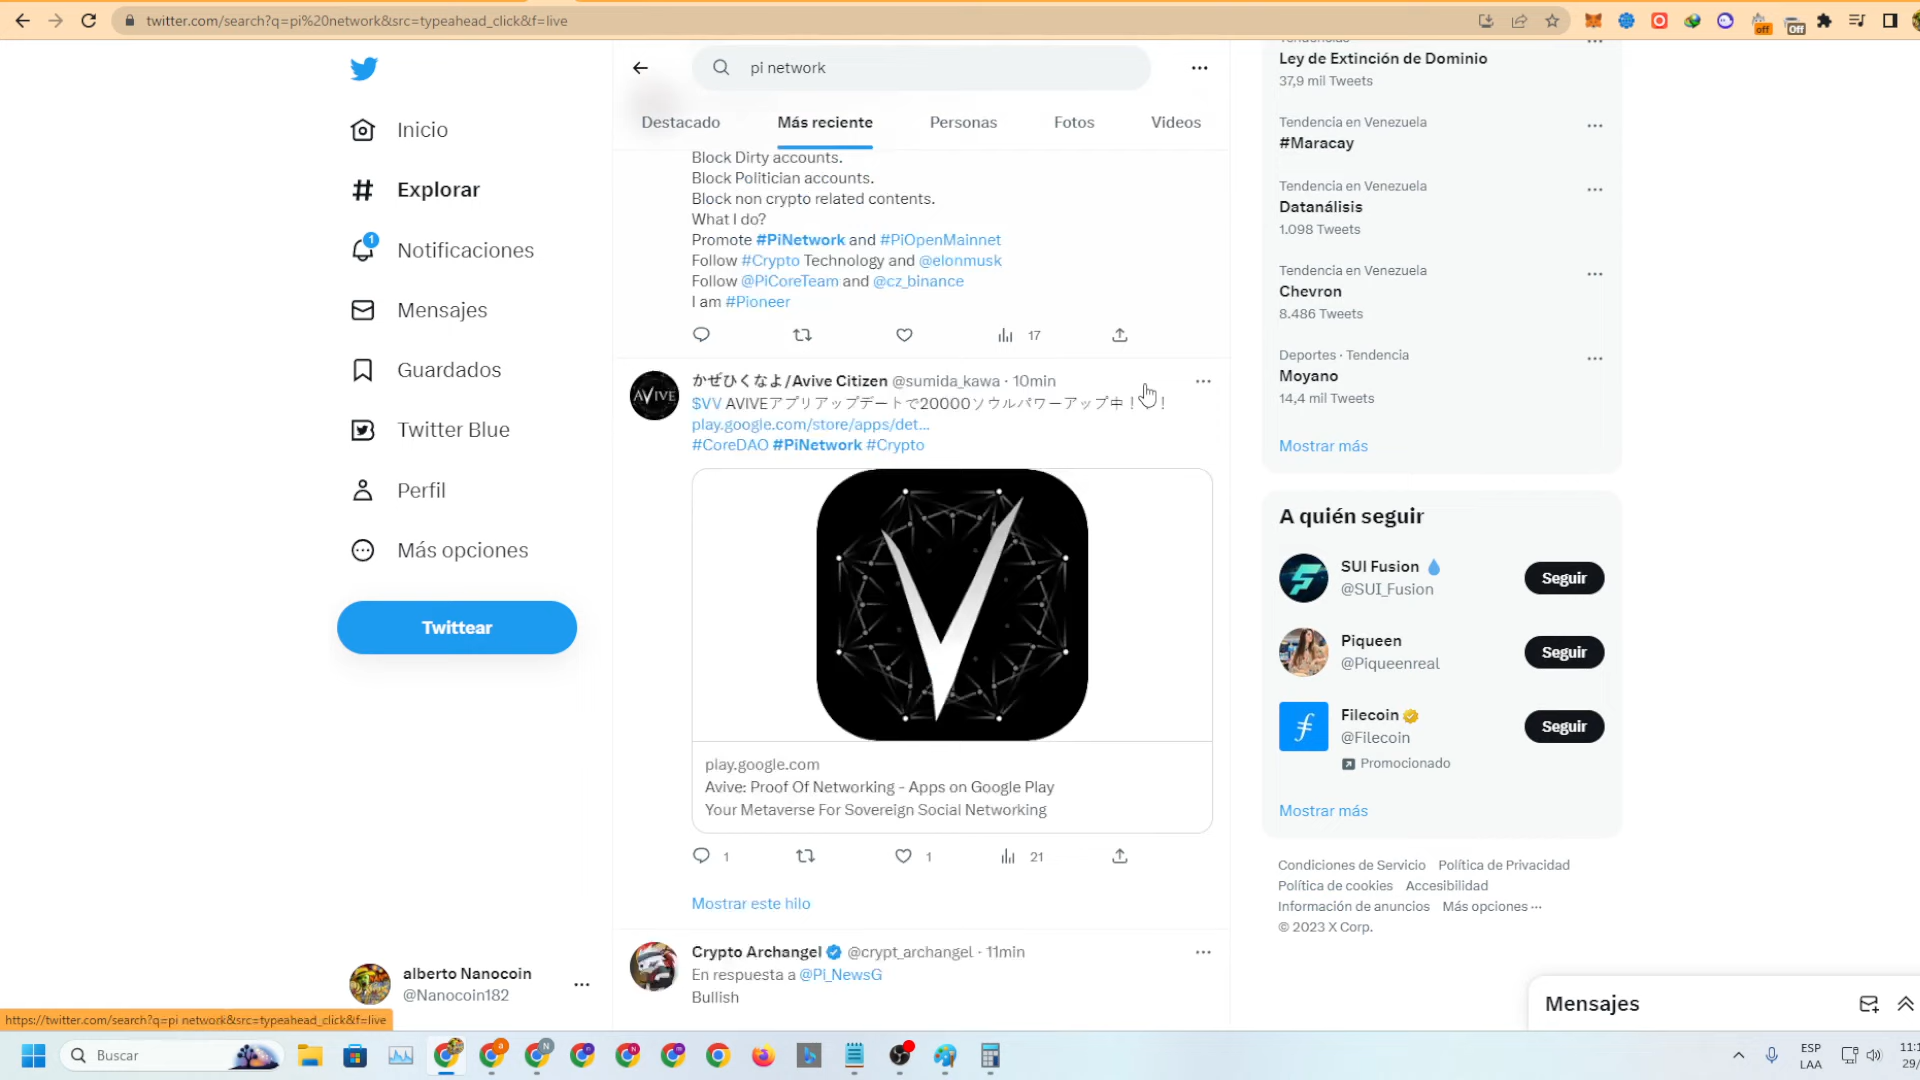 twitter.com/search?q=pi%20network&src=typeahead_click&f=live
off
Off
Inicio
Explorar
1
Notificaciones
Mensajes
Guardados
Twitter Blue
Perfil
Más opciones
Twittear
alberto Nanocoin
@Nanocoin182
https://twitter.com/search?q=pi network&src=typeahead_click&f=live
pi network
Destacado
Más reciente
Personas
Fotos
Videos
Block Dirty accounts.
Block Politician accounts.
Block non crypto related contents.
What I do?
Promote #PiNetwork and #PiOpenMainnet
Follow #Crypto Technology and @elonmusk
Follow @PiCoreTeam and @cz_binance
I am #Pioneer
17
AVIVE
かぜひくなよ/Avive Citizen @sumida_kawa · 10min
$VV AVIVEアプリアップデートで20000ソウルパワーアップ中！！！
play.google.com/store/apps/det...
#CoreDAO #PiNetwork #Crypto
play.google.com
Avive: Proof Of Networking - Apps on Google Play
Your Metaverse For Sovereign Social Networking
1
1
21
Mostrar este hilo
Crypto Archangel @crypt_archangel · 11min
En respuesta a @Pi_NewsG
Bullish
Ley de Extinción de Dominio
37,9 mil Tweets
Tendencia en Venezuela
#Maracay
Tendencia en Venezuela
Datanálisis
1.098 Tweets
Tendencia en Venezuela
Chevron
8.486 Tweets
Deportes · Tendencia
Moyano
14,4 mil Tweets
Mostrar más
A quién seguir
SUI Fusion
@SUI_Fusion
Seguir
Piqueen
@Piqueenreal
Seguir
Filecoin
@Filecoin
Promocionado
Seguir
Mostrar más
Condiciones de Servicio Política de Privacidad
Política de cookies Accesibilidad
Información de anuncios Más opciones ···
© 2023 X Corp.
Mensajes
Buscar
ESP
LAA